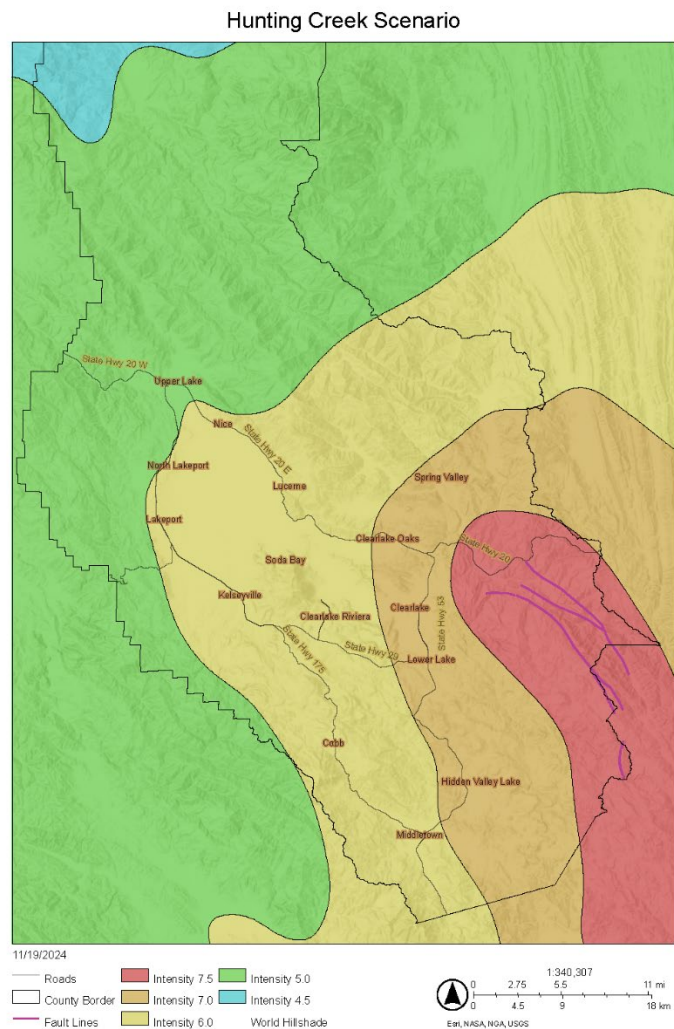 Hunting Creek Scenario
State Hwy 20 W
Upper Lake
Nice
State Hwy 20 E
North Lakeport
Lucerne
Spring Valley
Lakeport
Clearlake Oaks
State Hwy 20
Soda Bay
Kelseyville
Clearlake Riviera
Clearlake
State Hwy 53
State Hwy 175
State Hwy 29
Lower Lake
Cobb
Hidden Valley Lake
Middletown
11/19/2024
Roads
County Border
Fault Lines
Intensity 7.5
Intensity 7.0
Intensity 6.0
Intensity 5.0
Intensity 4.5
World Hillshade
1:340,307
0 2.75 5.5 11 mi
0 4.5 9 18 km
Esri, NASA, NGA, USGS